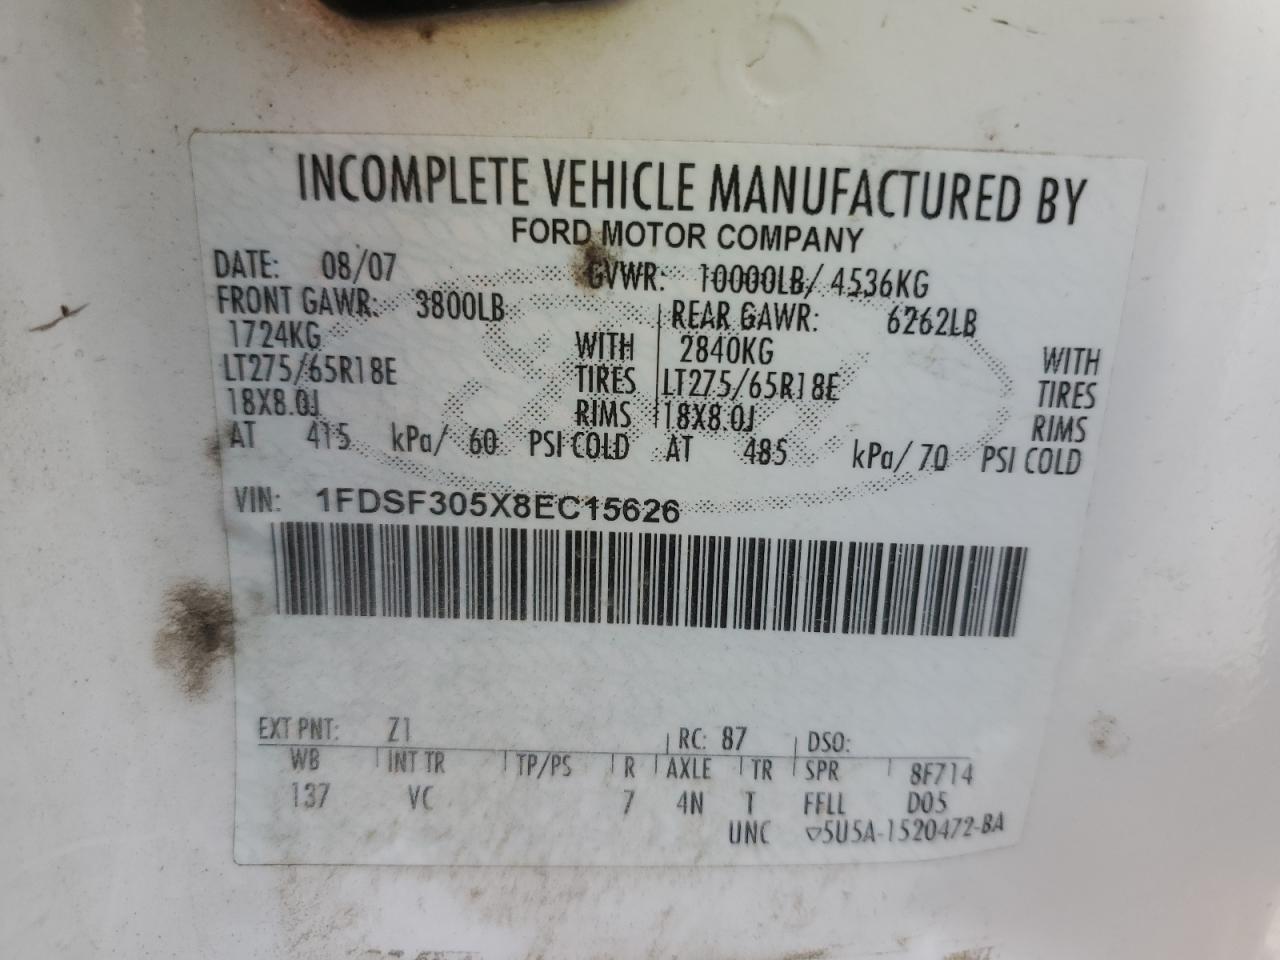 INCOMPLETE VEHICLE MANUFACTURED BY
FORD MOTOR COMPANY
DATE: 08/07 GVWR: 10000LB/ 4536KG
FRONT GAWR: 3800LB REAR GAWR: 6262LB
1724KG WITH 2840KG WITH
LT275/65R18E TIRES LT275/65R18E TIRES
18X8.0J RIMS 18X8.0J RIMS
AT 415 kPa/ 60 PSI COLD AT 485 kPa/ 70 PSI COLD
VIN: 1FDSF305X8EC15626
EXT PNT: Z1 RC: 87 DSO:
WB INT TR TP/PS R AXLE TR SPR 8F714
137 VC 7 4N T FFLL D05
UNC ▽5U5A-1520472-BA